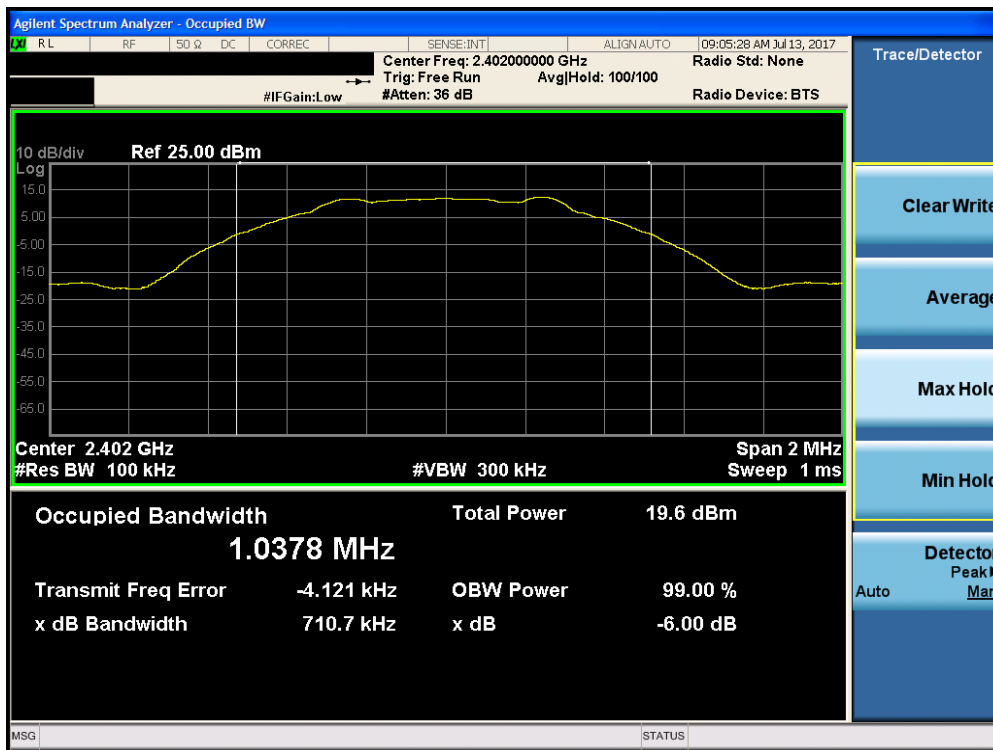 Agilent Spectrum Analyzer - Occupied BW
LXI RL RF 50 Ω DC CORREC SENSE:INT ALIGN AUTO 09:05:28 AM Jul 13, 2017
Center Freq: 2.402000000 GHz Radio Std: None
Trig: Free Run Avg|Hold: 100/100
#IFGain:Low #Atten: 36 dB Radio Device: BTS
10 dB/div Ref 25.00 dBm
Log
15.0
5.00
-5.00
-15.0
-25.0
-35.0
-45.0
-55.0
-65.0
Center 2.402 GHz Span 2 MHz
#Res BW 100 kHz #VBW 300 kHz Sweep 1 ms
Occupied Bandwidth Total Power 19.6 dBm
1.0378 MHz
Transmit Freq Error -4.121 kHz OBW Power 99.00 %
x dB Bandwidth 710.7 kHz x dB -6.00 dB
MSG STATUS
Trace/Detector
Clear Write
Average
Max Hold
Min Hold
Detector
Peak
Auto Man